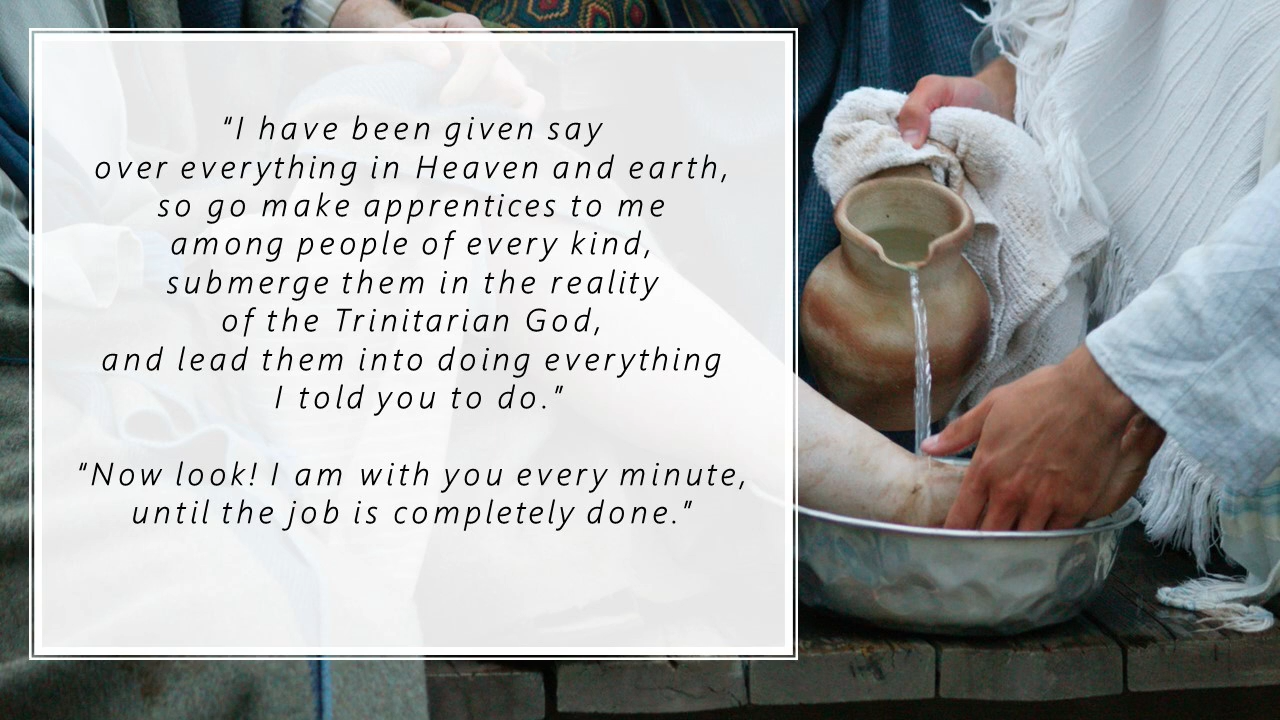 "I have been given say
over everything in Heaven and earth,
so go make apprentices to me
among people of every kind,
submerge them in the reality
of the Trinitarian God,
and lead them into doing everything
I told you to do."
"Now look! I am with you every minute,
until the job is completely done."